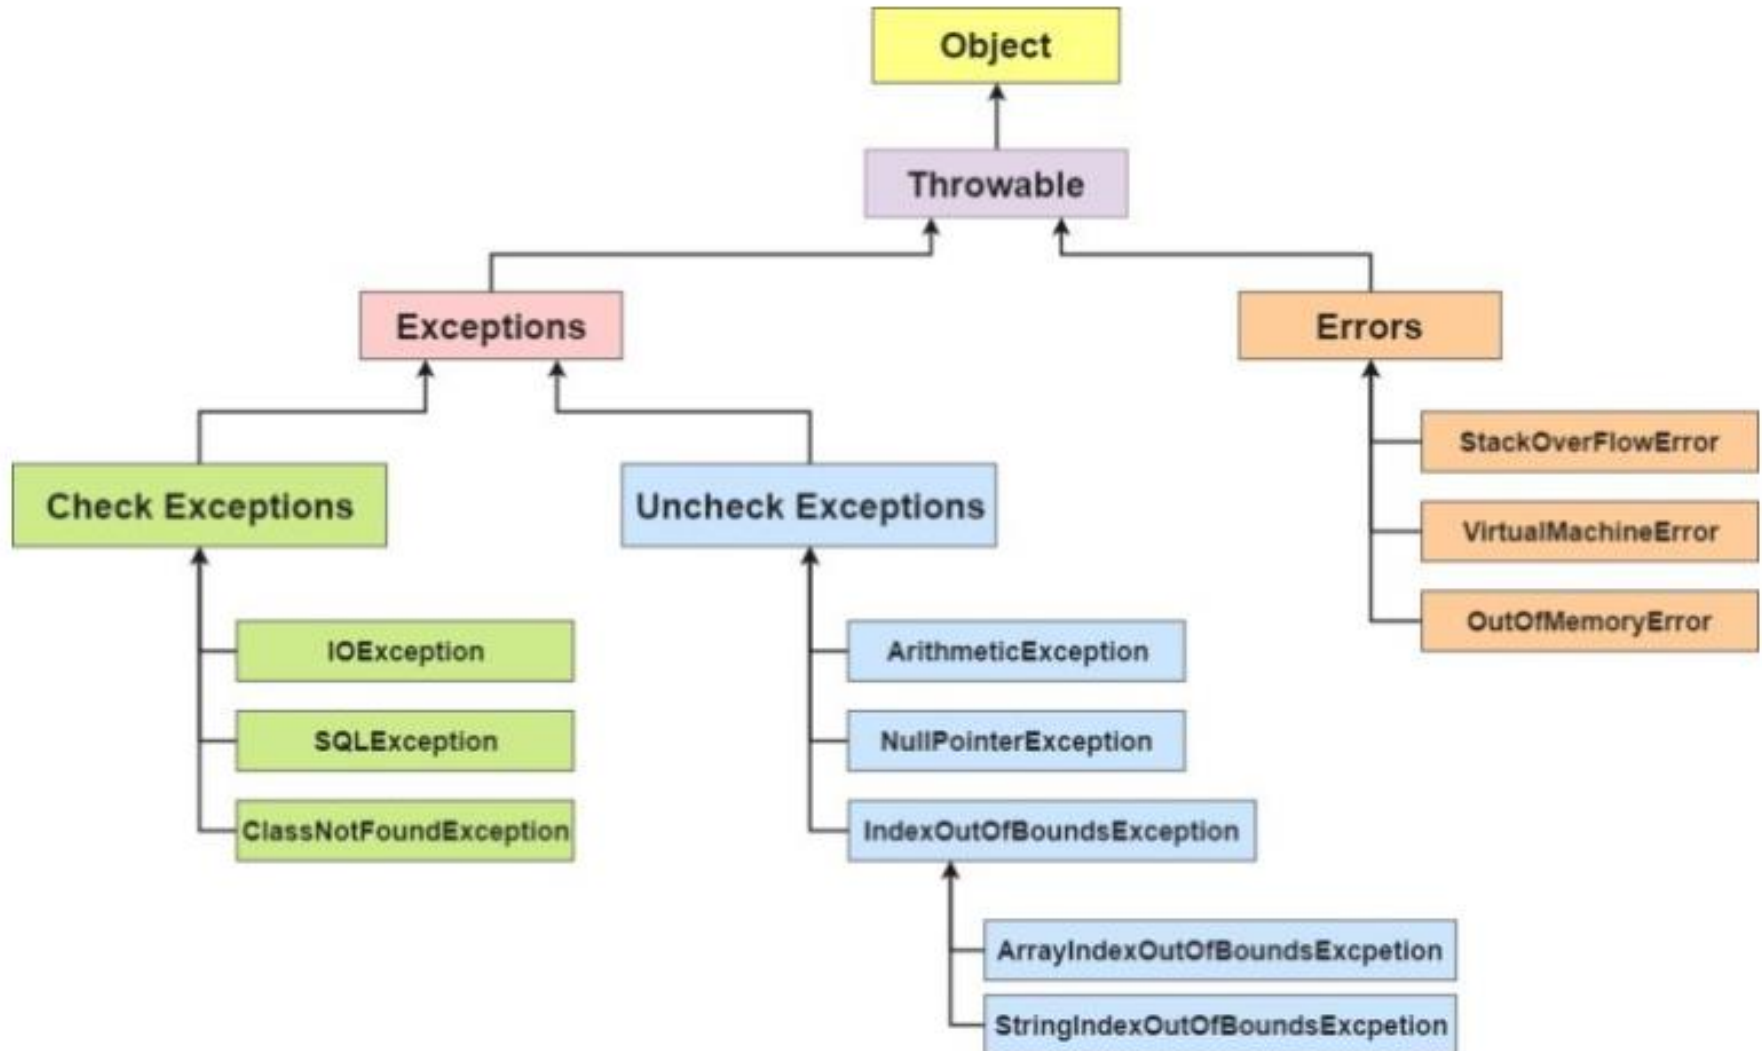 Object
Throwable
Exceptions
Errors
Check Exceptions
Uncheck Exceptions
StackOverFlowError
VirtualMachineError
OutOfMemoryError
IOException
SQLException
ClassNotFoundException
ArithmeticException
NullPointerException
IndexOutOfBoundsException
ArrayIndexOutOfBoundsExcpetion
StringIndexOutOfBoundsExcpetion